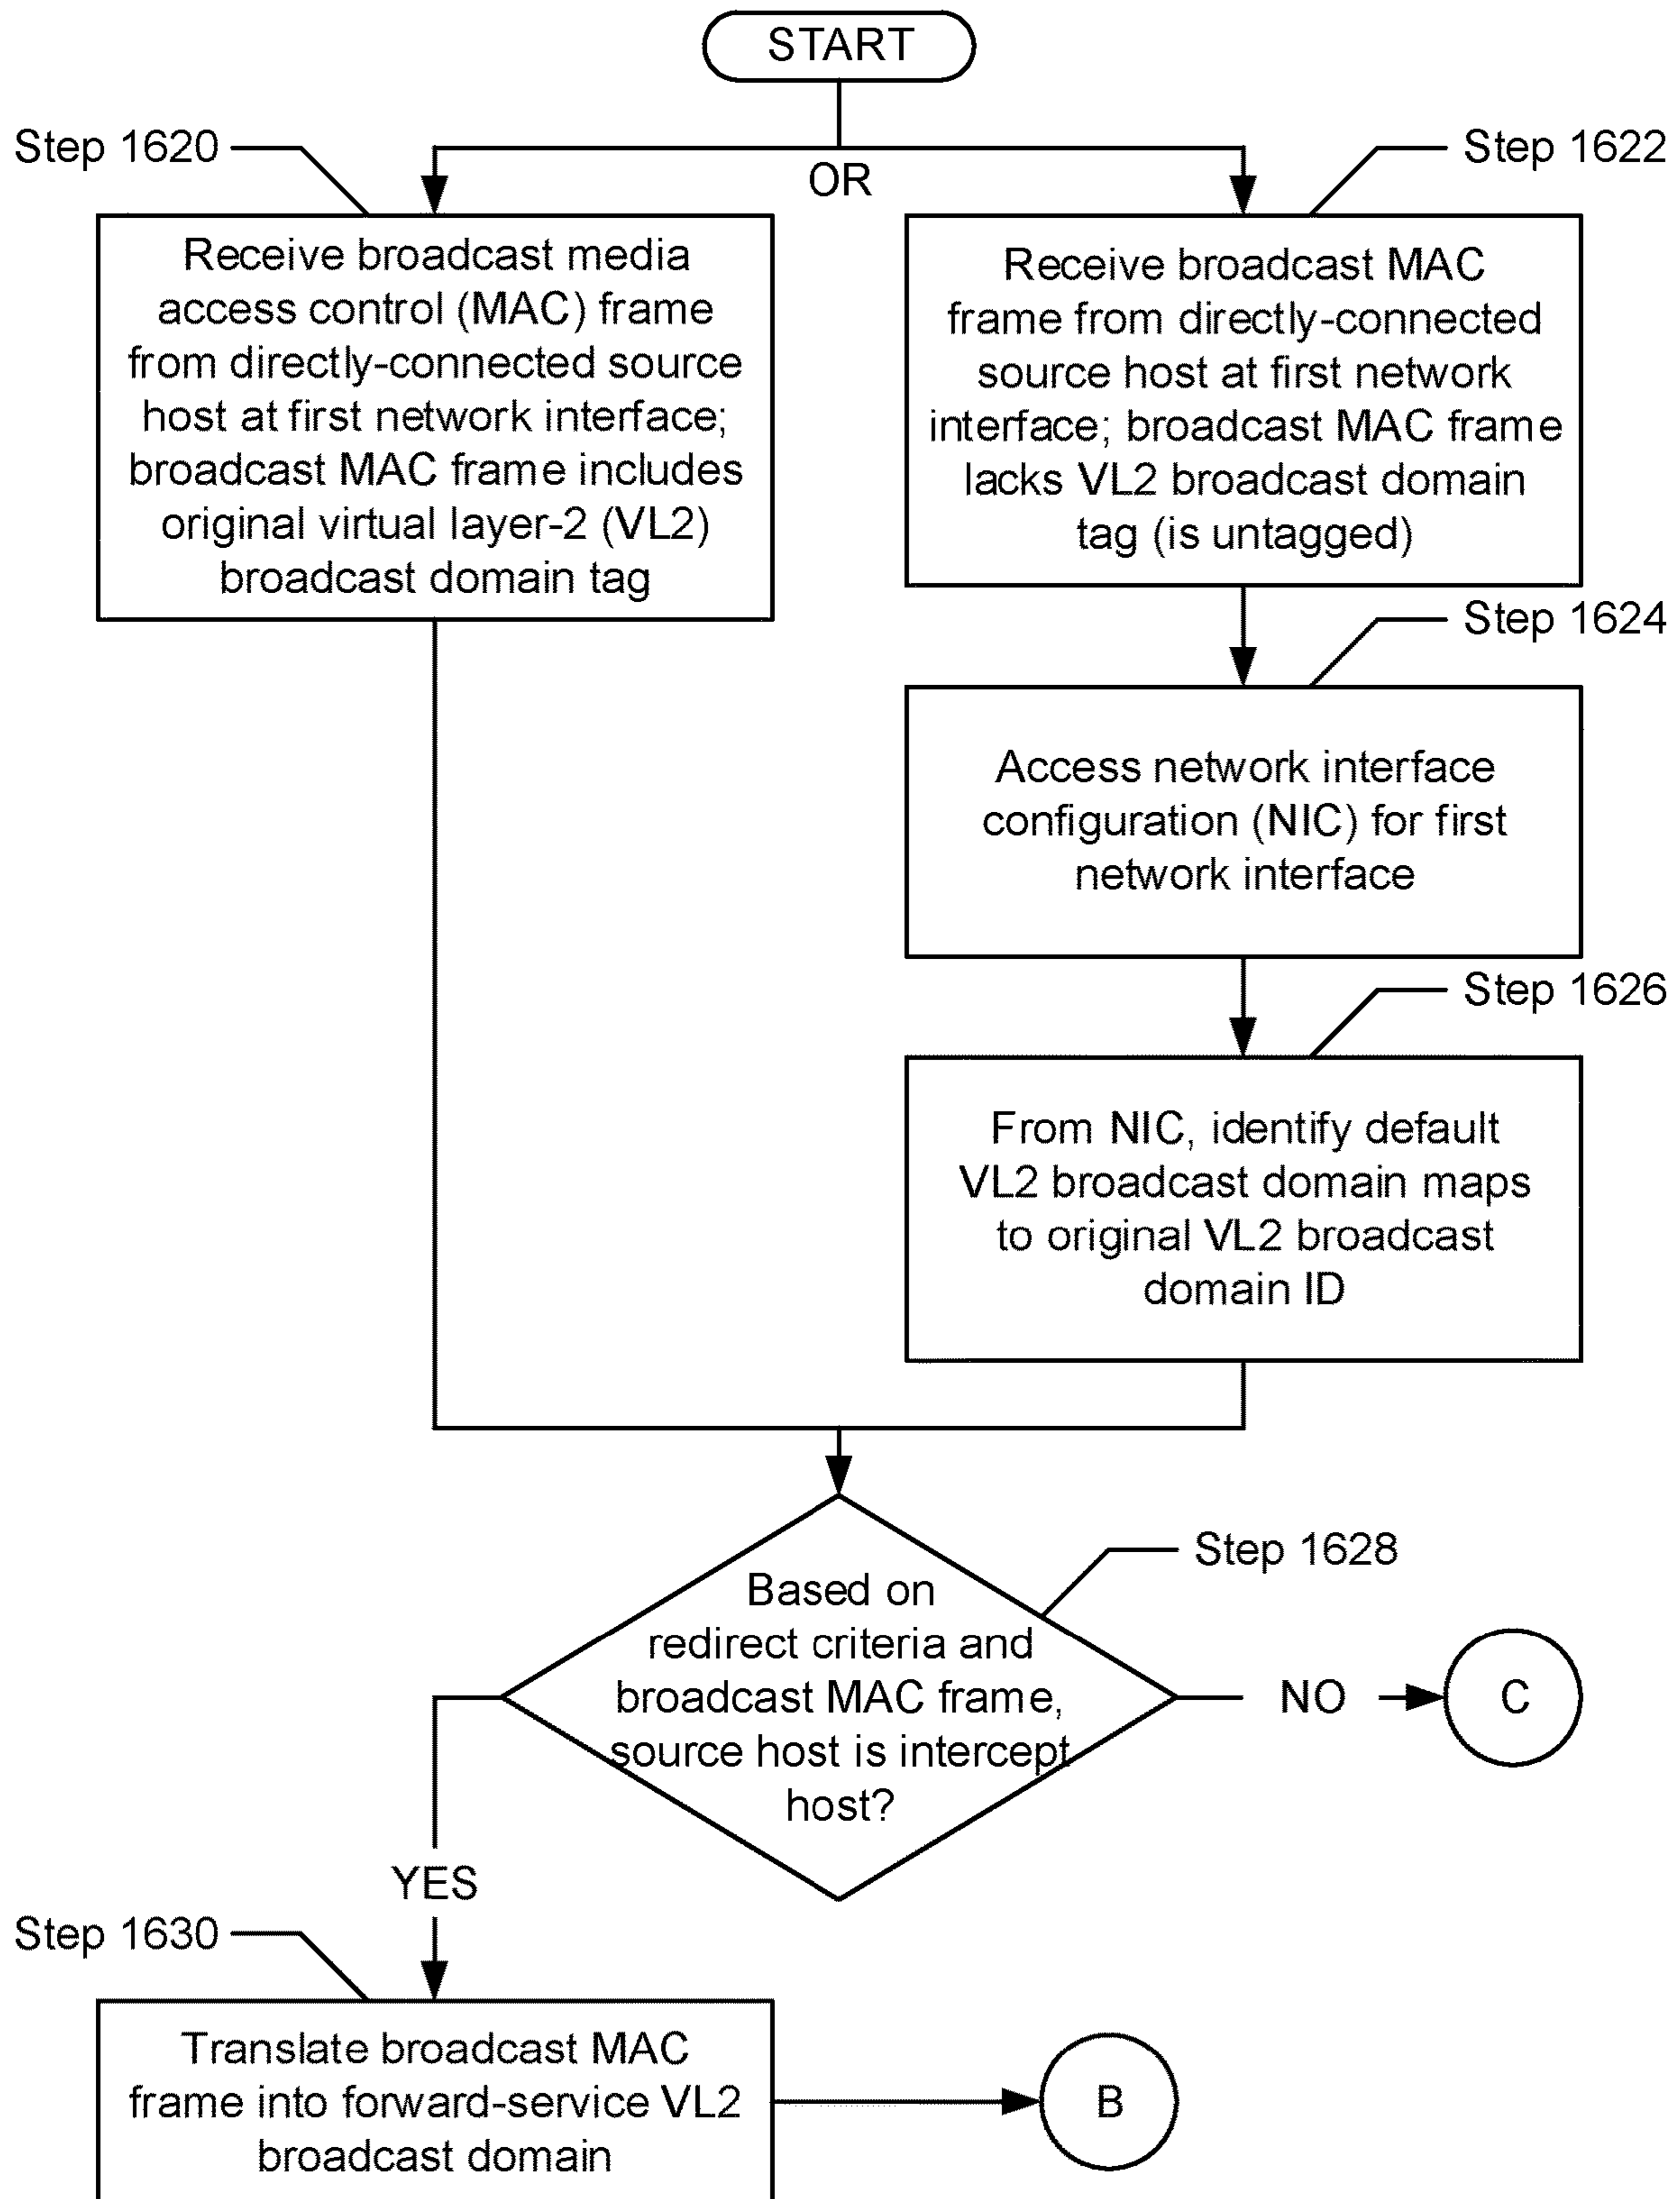 START
OR
Step 1620
Step 1622
Receive broadcast media
access control (MAC) frame
from directly-connected source
host at first network interface;
broadcast MAC frame includes
original virtual layer-2 (VL2)
broadcast domain tag
Receive broadcast MAC
frame from directly-connected
source host at first network
interface; broadcast MAC frame
lacks VL2 broadcast domain
tag (is untagged)
Step 1624
Access network interface
configuration (NIC) for first
network interface
Step 1626
From NIC, identify default
VL2 broadcast domain maps
to original VL2 broadcast
domain ID
Step 1628
Based on
redirect criteria and
broadcast MAC frame,
source host is intercept
host?
NO
C
YES
Step 1630
Translate broadcast MAC
frame into forward-service VL2
broadcast domain
B